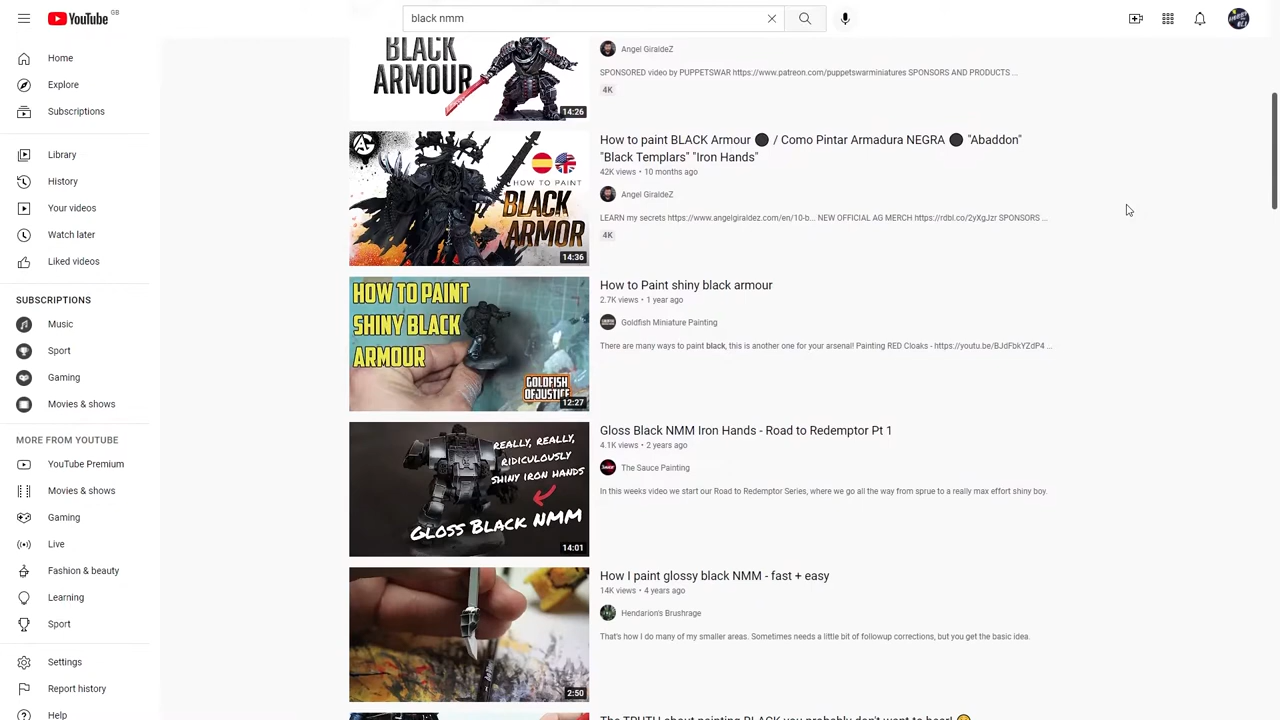 YouTube GB
black nmm
Home
Explore
Subscriptions
Library
History
Your videos
Watch later
Liked videos
SUBSCRIPTIONS
Music
Sport
Gaming
Movies & shows
MORE FROM YOUTUBE
YouTube Premium
Movies & shows
Gaming
Live
Fashion & beauty
Learning
Sport
Settings
Report history
Help
BLACK
ARMOUR
14:26
Angel GiraldeZ
SPONSORED video by PUPPETSWAR https://www.patreon.com/puppetswarminiatures SPONSORS AND PRODUCTS ...
4K
AG
HOW TO PAINT
BLACK
ARMOR
14:36
How to paint BLACK Armour ⚫ / Como Pintar Armadura NEGRA ⚫ "Abaddon"
"Black Templars" "Iron Hands"
42K views • 10 months ago
Angel GiraldeZ
LEARN my secrets https://www.angelgiraldez.com/en/10-b... NEW OFFICIAL AG MERCH https://rdbl.co/2yXgJzr SPONSORS ...
4K
HOW TO PAINT
SHINY BLACK
ARMOUR
GOLDFISH
OF JUSTICE
12:27
How to Paint shiny black armour
2.7K views • 1 year ago
Goldfish Miniature Painting
There are many ways to paint black, this is another one for your arsenal! Painting RED Cloaks - https://youtu.be/BJdFbkYZdP4 ...
REALLY, REALLY,
RIDICULOUSLY
SHINY IRON HANDS
GLOSS BLACK NMM
14:01
Gloss Black NMM Iron Hands - Road to Redemptor Pt 1
4.1K views • 2 years ago
The Sauce Painting
In this weeks video we start our Road to Redemptor Series, where we go all the way from sprue to a really max effort shiny boy.
2:50
How I paint glossy black NMM - fast + easy
14K views • 4 years ago
Hendarion's Brushrage
That's how I do many of my smaller areas. Sometimes needs a little bit of followup corrections, but you get the basic idea.
The TRUTH about painting BLACK you probably don't want to hear!